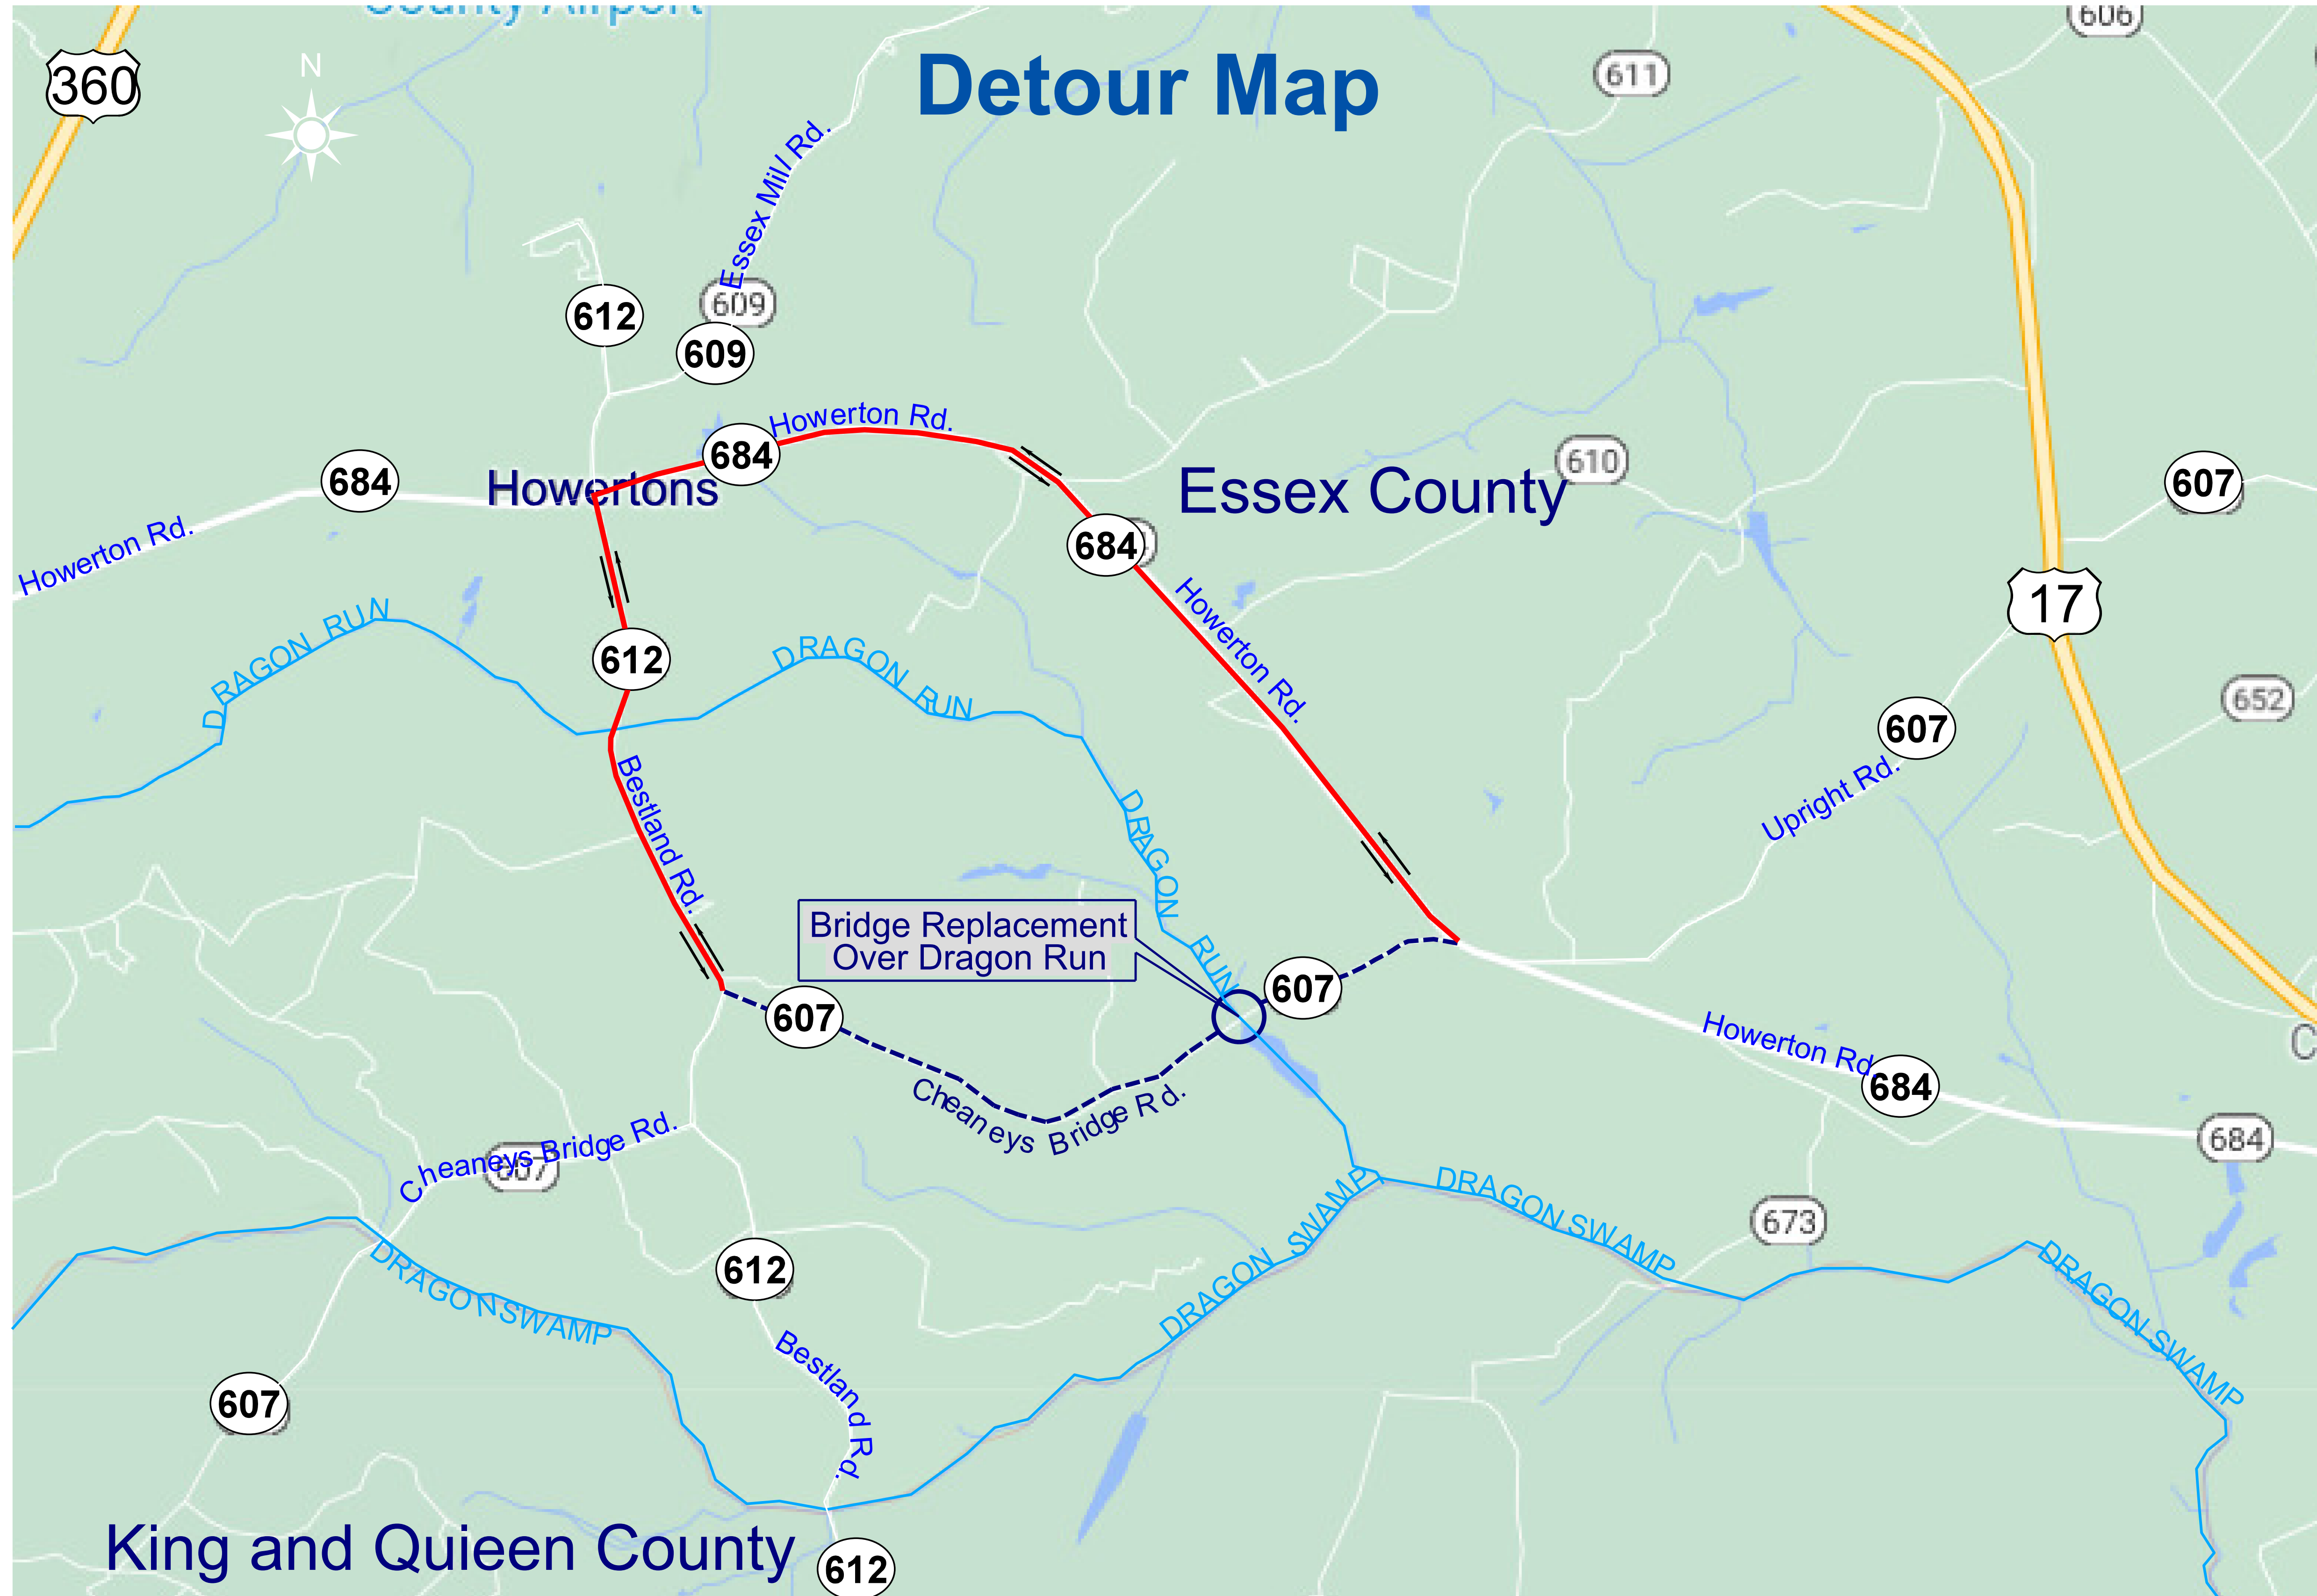 County Airport
606
360
N
Detour Map
611
Essex Mill Rd.
609
612
609
Howerton Rd.
684
684
Howertons
Essex County
610
607
Howerton Rd.
684
17
DRAGON RUN
612
DRAGON RUN
Howerton Rd.
652
607
Upright Rd.
Bestland Rd.
DRAGON RUN
Bridge Replacement
Over Dragon Run
607
607
Cheaneys Bridge Rd.
Howerton Rd.
684
684
Cheaneys Bridge Rd.
607
673
DRAGON SWAMP
DRAGON SWAMP
DRAGON SWAMP
DRAGON SWAMP
612
Bestland Rd.
607
King and Quieen County
612